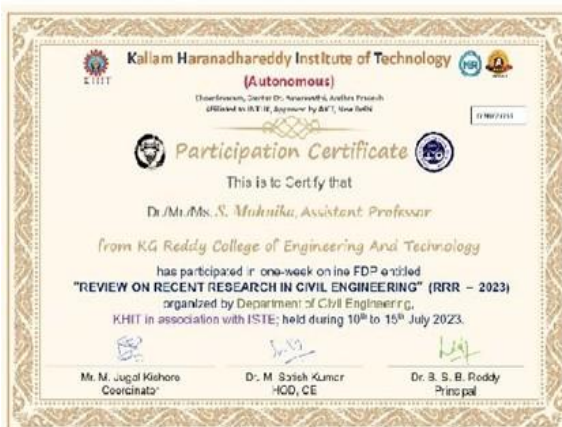 Kallam Haranadhareddy Institute of Technology
(Autonomous)
KHIT
Participation Certificate
This is to Certify that
Dr./Mr./Ms. S. Mahnika, Assistant Professor
from KG Reddy College of Engineering And Technology
has participated in one-week online FDP entitled
"REVIEW ON RECENT RESEARCH IN CIVIL ENGINEERING" (RRR – 2023)
organized by Department of Civil Engineering,
KHIT in association with ISTE; held during 10th to 15th July 2023.
Mr. M. Jugal Kishore
Coordinator
Dr. M. Satish Kumar
HOD, CE
Dr. B. S. B. Reddy
Principal